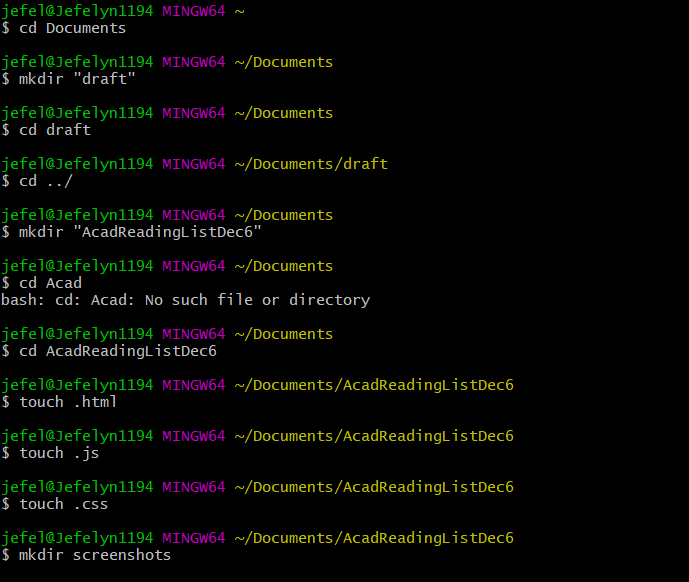 jefel@Jefelyn1194 MINGW64 ~
$ cd Documents
jefel@Jefelyn1194 MINGW64 ~/Documents
$ mkdir "draft"
jefel@Jefelyn1194 MINGW64 ~/Documents
$ cd draft
jefel@Jefelyn1194 MINGW64 ~/Documents/draft
$ cd ../
jefel@Jefelyn1194 MINGW64 ~/Documents
$ mkdir "AcadReadingListDec6"
jefel@Jefelyn1194 MINGW64 ~/Documents
$ cd Acad
bash: cd: Acad: No such file or directory
jefel@Jefelyn1194 MINGW64 ~/Documents
$ cd AcadReadingListDec6
jefel@Jefelyn1194 MINGW64 ~/Documents/AcadReadingListDec6
$ touch .html
jefel@Jefelyn1194 MINGW64 ~/Documents/AcadReadingListDec6
$ touch .js
jefel@Jefelyn1194 MINGW64 ~/Documents/AcadReadingListDec6
$ touch .css
jefel@Jefelyn1194 MINGW64 ~/Documents/AcadReadingListDec6
$ mkdir screenshots